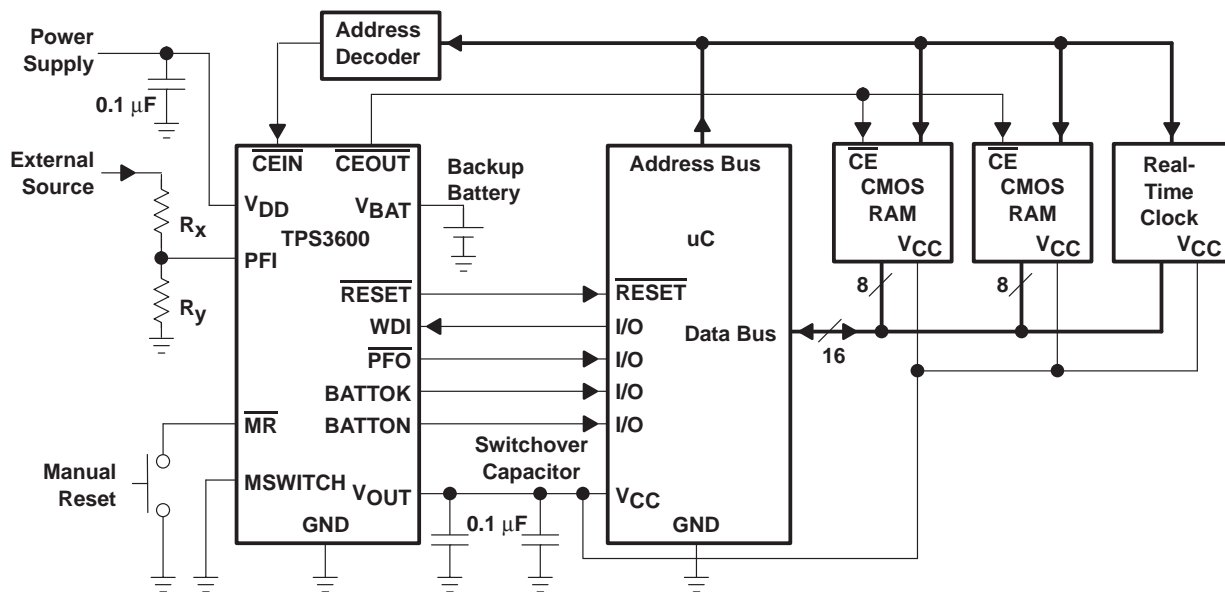 Power
Supply
0.1 μF
Address
Decoder
External
Source
Rx
Ry
CEIN
CEOUT
VDD
VBAT
TPS3600
PFI
RESET
WDI
PFO
BATTOK
BATTON
MR
MSWITCH
VOUT
GND
Backup
Battery
Manual
Reset
Switchover
Capacitor
0.1 μF
Address Bus
uC
RESET
I/O
Data Bus
I/O
I/O
I/O
VCC
GND
16
CE
CMOS
RAM
VCC
8
CE
CMOS
RAM
VCC
8
Real-
Time
Clock
VCC